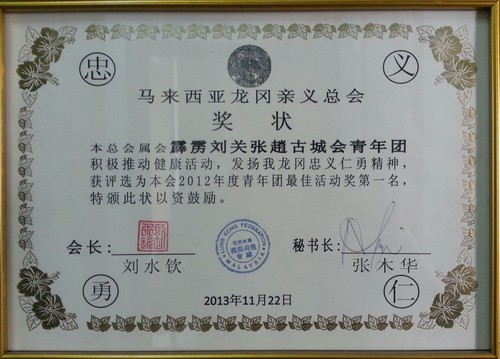 忠
义
马来西亚龙冈亲义总会
奖状
本总会属会霹雳刘关张趙古城会青年团
积极推动健康活动，发扬我龙冈忠义仁勇精神，
获评选为本会2012年度青年团最佳活动奖第一名，
特颁此状以资鼓励。
会长：
刘水钦
LUNG KONG FEDERATION
MALAYSIA
秘书长：
张木华
勇
仁
2013年11月22日